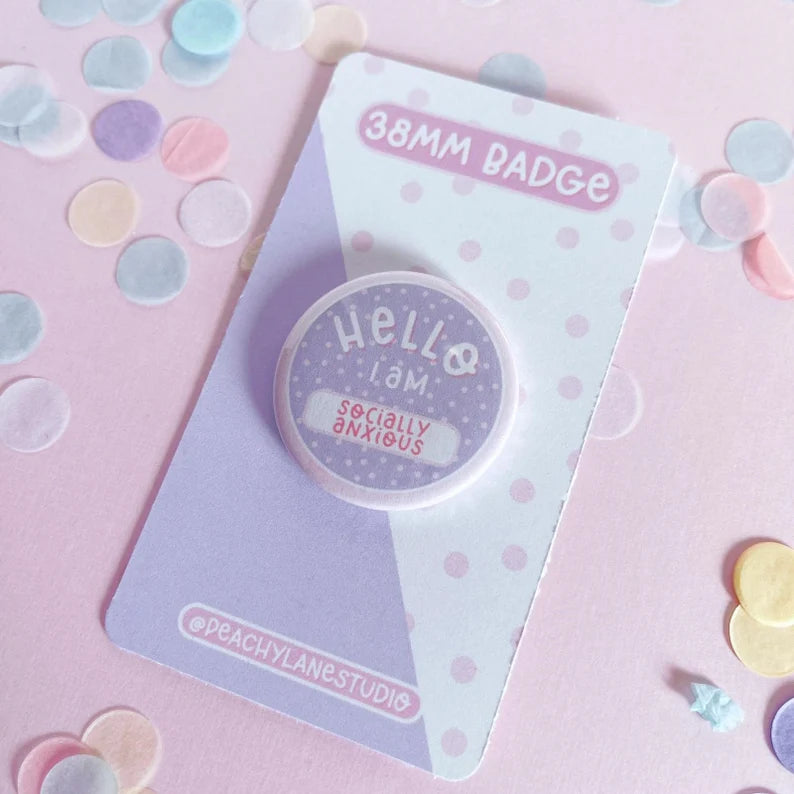 38MM BADGE
HELLO
I AM
SOCIALLY
ANXIOUS
@PEACHYLANESTUDIO